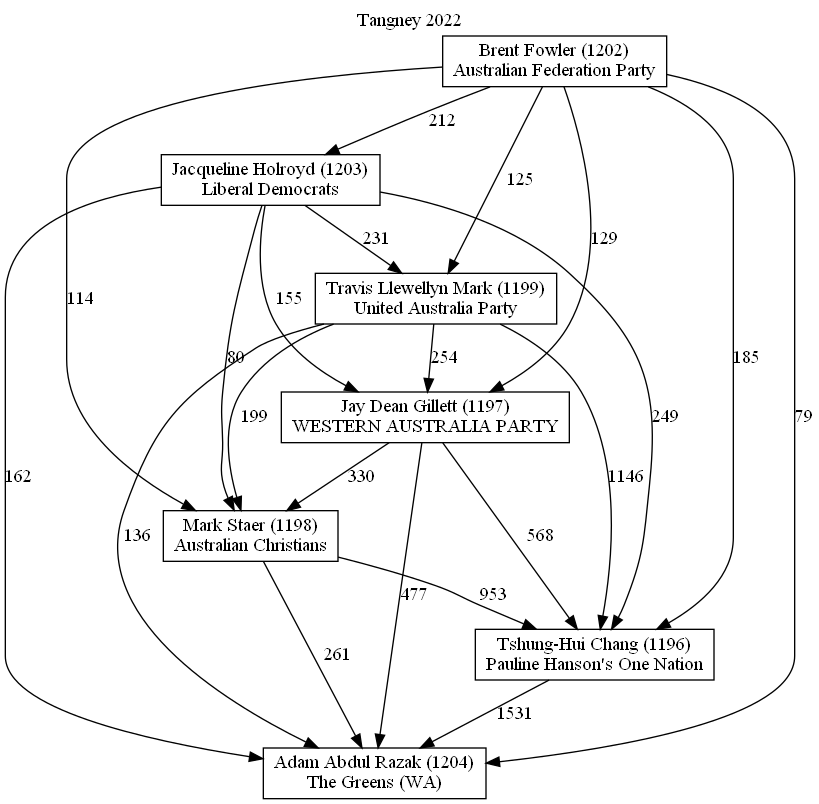 Tangney 2022
Brent Fowler (1202)
Australian Federation Party
212
Jacqueline Holroyd (1203)
Liberal Democrats
125
231
129
Travis Llewellyn Mark (1199)
United Australia Party
114
155
80
254
185
Jay Dean Gillett (1197)
WESTERN AUSTRALIA PARTY
199
249
79
162
330
1146
Mark Staer (1198)
Australian Christians
136
568
477
953
Tshung-Hui Chang (1196)
Pauline Hanson's One Nation
261
1531
Adam Abdul Razak (1204)
The Greens (WA)